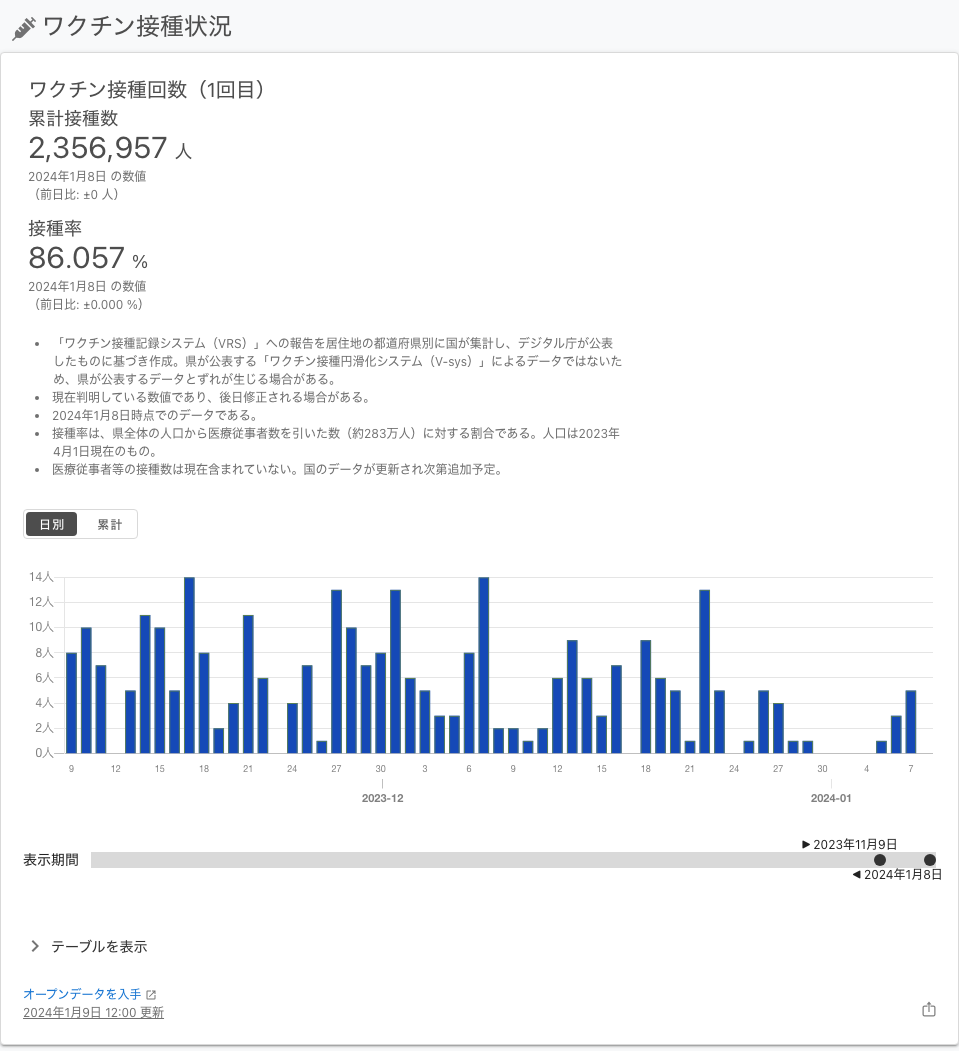 ワクチン接種状況
ワクチン接種回数（1回目）
累計接種数
2,356,957 人
2024年1月8日 の数値
（前日比: ±0 人）
接種率
86.057 %
2024年1月8日 の数値
（前日比: ±0.000 %）
• 「ワクチン接種記録システム（VRS）」への報告を居住地の都道府県別に国が集計し、デジタル庁が公表
したものに基づき作成。県が公表する「ワクチン接種円滑化システム（V-sys）」によるデータではないた
め、県が公表するデータとずれが生じる場合がある。
• 現在判明している数値であり、後日修正される場合がある。
• 2024年1月8日時点でのデータである。
• 接種率は、県全体の人口から医療従事者数を引いた数（約283万人）に対する割合である。人口は2023年
4月1日現在のもの。
• 医療従事者等の接種数は現在含まれていない。国のデータが更新され次第追加予定。
日別 累計
14人
12人
10人
8人
6人
4人
2人
0人
9 12 15 18 21 24 27 30 3 6 9 12 15 18 21 24 27 30 4 7
2023-12 2024-01
▶ 2023年11月9日
表示期間
◀ 2024年1月8日
テーブルを表示
オープンデータを入手
2024年1月9日 12:00 更新